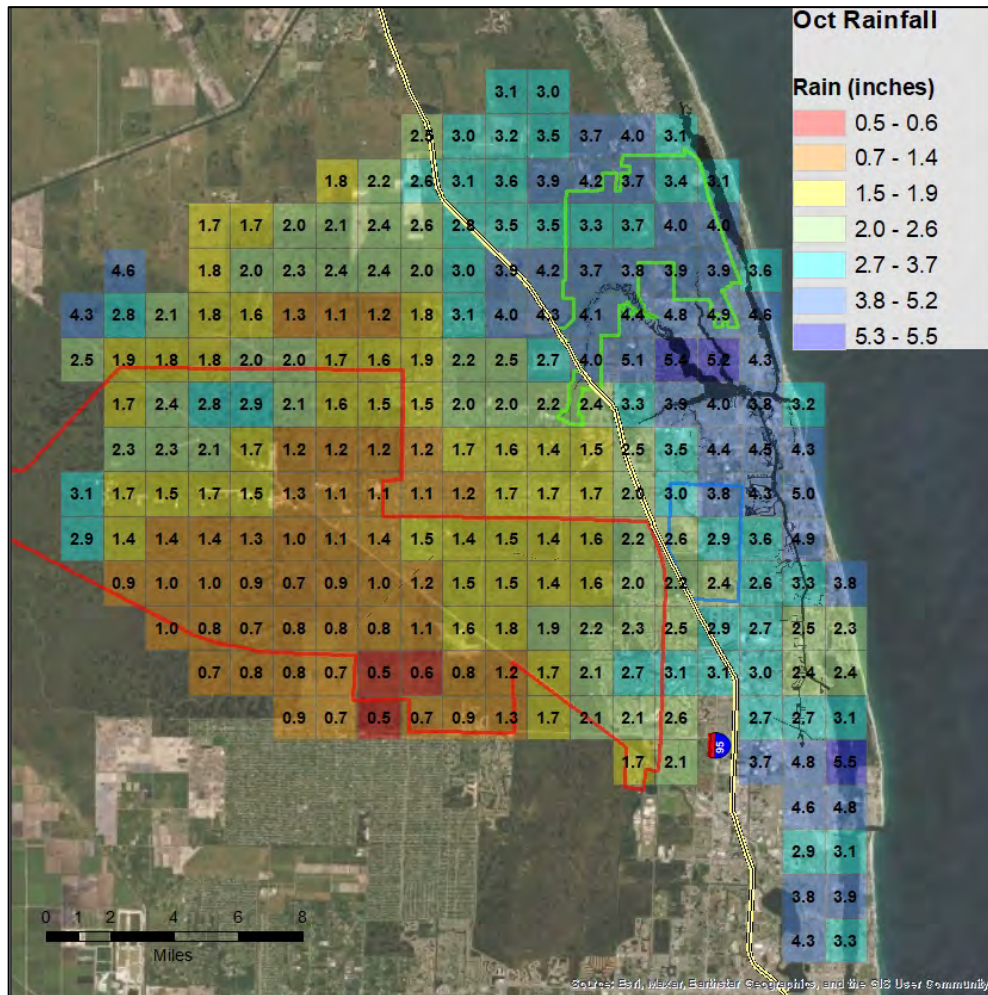 Oct Rainfall
Rain (inches)
0.5 - 0.6
0.7 - 1.4
1.5 - 1.9
2.0 - 2.6
2.7 - 3.7
3.8 - 5.2
5.3 - 5.5
3.1 3.0
2.5 3.0 3.2 3.5 3.7 4.0 3.1
1.8 2.2 2.6 3.1 3.6 3.9 4.2 3.7 3.4 3.1
1.7 1.7 2.0 2.1 2.4 2.6 2.8 3.5 3.5 3.3 3.7 4.0 4.0
4.6 1.8 2.0 2.3 2.4 2.4 2.0 3.0 3.9 4.2 3.7 3.8 3.9 3.9 3.6
4.3 2.8 2.1 1.8 1.6 1.3 1.1 1.2 1.8 3.1 4.0 4.3 4.1 4.4 4.8 4.9 4.6
2.5 1.9 1.8 1.8 2.0 2.0 1.7 1.6 1.9 2.2 2.5 2.7 4.0 5.1 5.4 5.2 4.3
1.7 2.4 2.8 2.9 2.1 1.6 1.5 1.5 2.0 2.0 2.2 2.4 3.3 3.9 4.0 3.8 3.2
2.3 2.3 2.1 1.7 1.2 1.2 1.2 1.2 1.7 1.6 1.4 1.5 2.5 3.5 4.4 4.5 4.3
3.1 1.7 1.5 1.7 1.5 1.3 1.1 1.1 1.1 1.2 1.7 1.7 1.7 2.0 3.0 3.8 4.3 5.0
2.9 1.4 1.4 1.4 1.3 1.0 1.1 1.4 1.5 1.4 1.5 1.4 1.6 2.2 2.6 2.9 3.6 4.9
0.9 1.0 1.0 0.9 0.7 0.9 1.0 1.2 1.5 1.5 1.4 1.6 2.0 2.2 2.4 2.6 3.3 3.8
1.0 0.8 0.7 0.8 0.8 0.8 1.1 1.6 1.8 1.9 2.2 2.3 2.5 2.9 2.7 2.5 2.3
0.7 0.8 0.8 0.7 0.5 0.6 0.8 1.2 1.7 2.1 2.7 3.1 3.1 3.0 2.4 2.4
0.9 0.7 0.5 0.7 0.9 1.3 1.7 2.1 2.1 2.6 2.7 2.7 3.1
1.7 2.1 95 3.7 4.8 5.5
4.6 4.8
2.9 3.1
3.8 3.9
4.3 3.3
0 1 2 4 6 8
Miles
Source: Esri, Maxar, Earthstar Geographics, and the GIS User Community